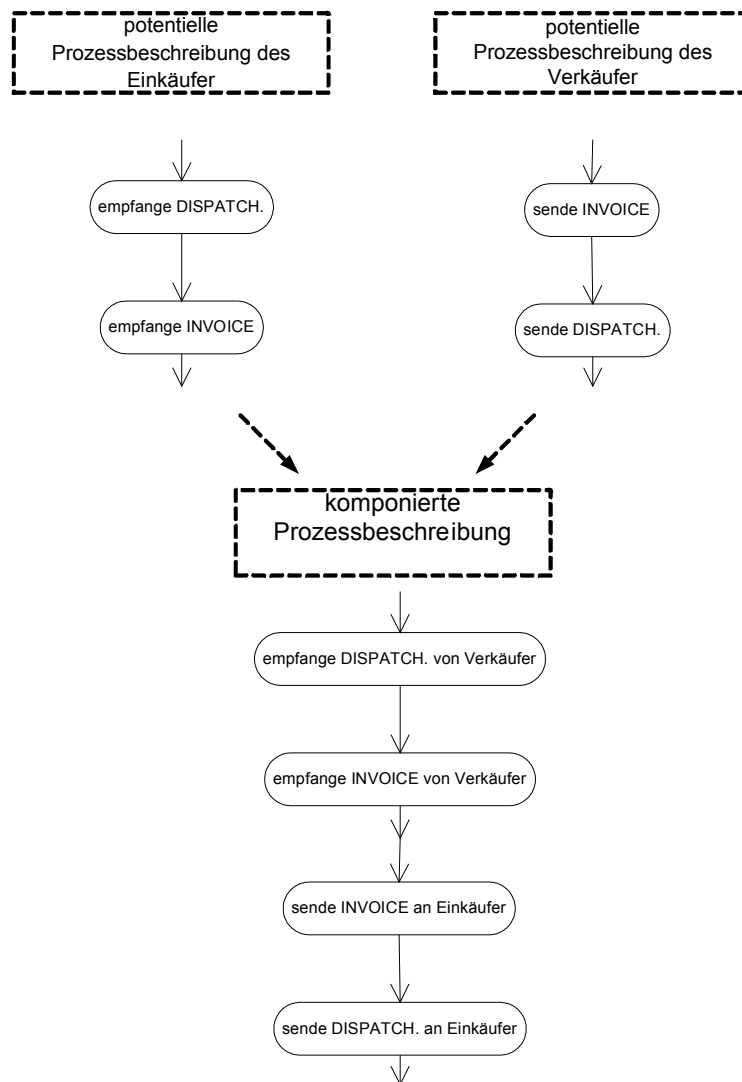 potentielle
Prozessbeschreibung des
Einkäufer
potentielle
Prozessbeschreibung des
Verkäufer
empfange DISPATCH.
empfange INVOICE
sende INVOICE
sende DISPATCH.
komponierte
Prozessbeschreibung
empfange DISPATCH. von Verkäufer
empfange INVOICE von Verkäufer
sende INVOICE an Einkäufer
sende DISPATCH. an Einkäufer